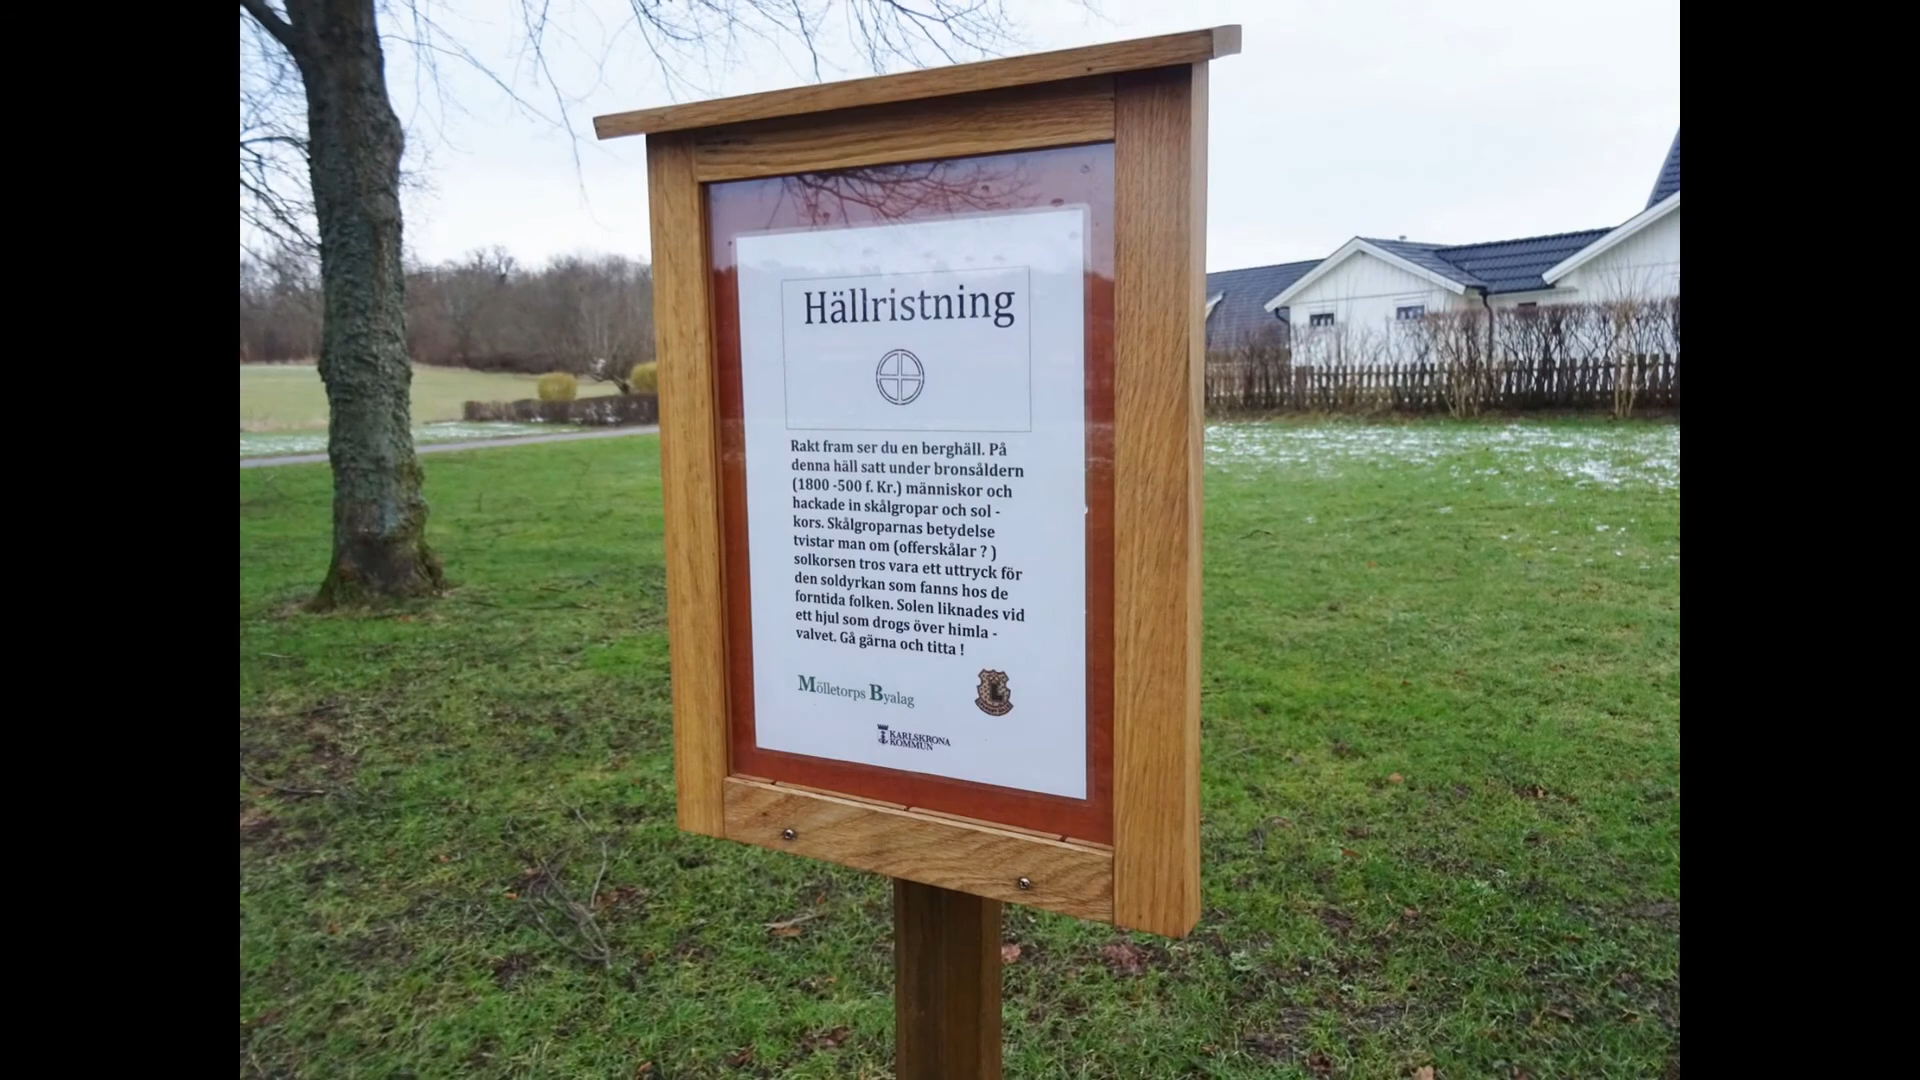 Hällristning
Rakt fram ser du en berghäll. På
denna häll satt under bronsåldern
(1800 -500 f. Kr.) människor och
hackade in skålgropar och sol -
kors. Skålgroparnas betydelse
tvistar man om (offerskålar ? )
solkorsen tros vara ett uttryck för
den soldyrkan som fanns hos de
forntida folken. Solen liknades vid
ett hjul som drogs över himla -
valvet. Gå gärna och titta !
Mölletorps Byalag
L
KARLSKRONA
KOMMUN